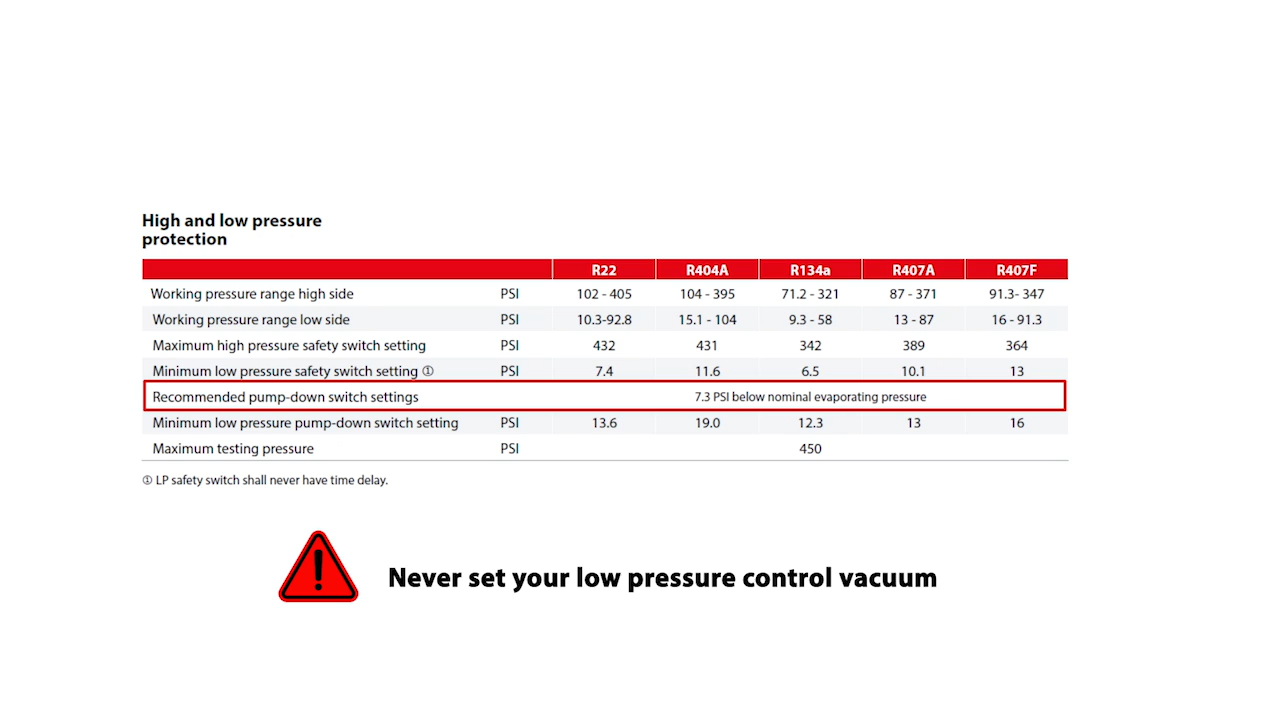 High and low pressure
protection
R22 R404A R134a R407A R407F
Working pressure range high side PSI 102 - 405 104 - 395 71.2 - 321 87 - 371 91.3- 347
Working pressure range low side PSI 10.3-92.8 15.1 - 104 9.3 - 58 13 - 87 16 - 91.3
Maximum high pressure safety switch setting PSI 432 431 342 389 364
Minimum low pressure safety switch setting ① PSI 7.4 11.6 6.5 10.1 13
Recommended pump-down switch settings 7.3 PSI below nominal evaporating pressure
Minimum low pressure pump-down switch setting PSI 13.6 19.0 12.3 13 16
Maximum testing pressure PSI 450
① LP safety switch shall never have time delay.
Never set your low pressure control vacuum